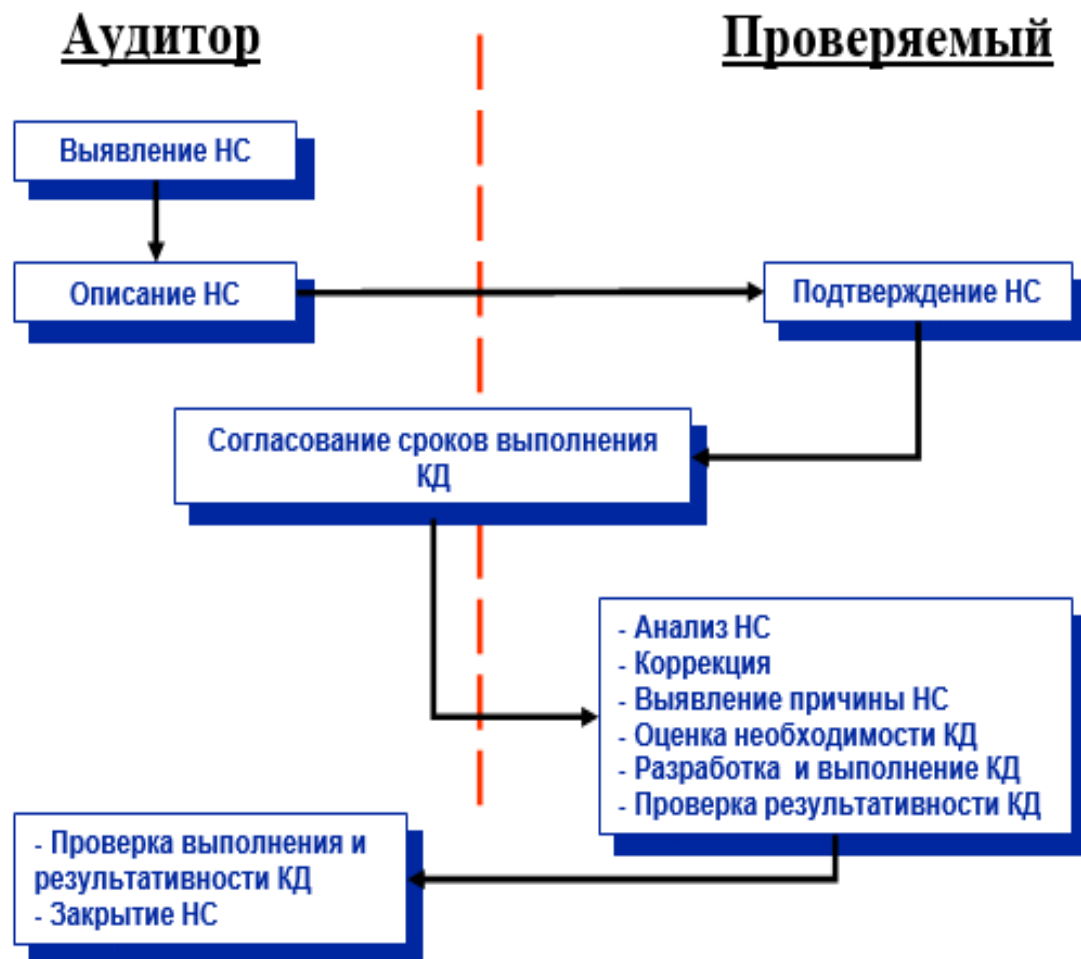 Аудитор
Проверяемый
Выявление НС
Описание НС
Подтверждение НС
Согласование сроков выполнения
КД
- Анализ НС
- Коррекция
- Выявление причины НС
- Оценка необходимости КД
- Разработка и выполнение КД
- Проверка результативности КД
- Проверка выполнения и
результативности КД
- Закрытие НС